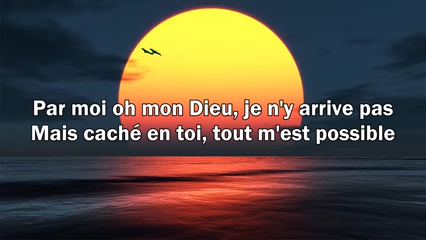 Par moi oh mon Dieu, je n'y arrive pas
Mais caché en toi, tout m'est possible